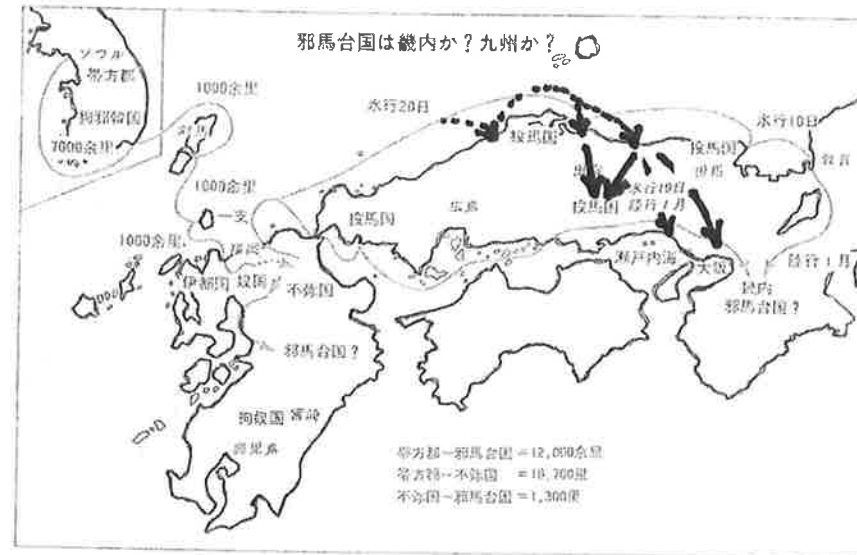 邪馬台国は畿内か？九州か？
ソウル
帯方郡
狗邪韓国
7000余里
1000余里
対馬
1000余里
一支
1000余里
伊都国
奴国
不弥国
邪馬台国？
狗奴国
宮崎
水行20日
投馬国
投馬国
広島
投馬国
水行10日
陸行1月
投馬国
水行10日
敦賀
瀬戸内海
大阪
陸行1月
畿内
邪馬台国？
帯方郡−邪馬台国＝12,000余里
帯方郡−不弥国　＝10,700里
不弥国−邪馬台国＝1,300里